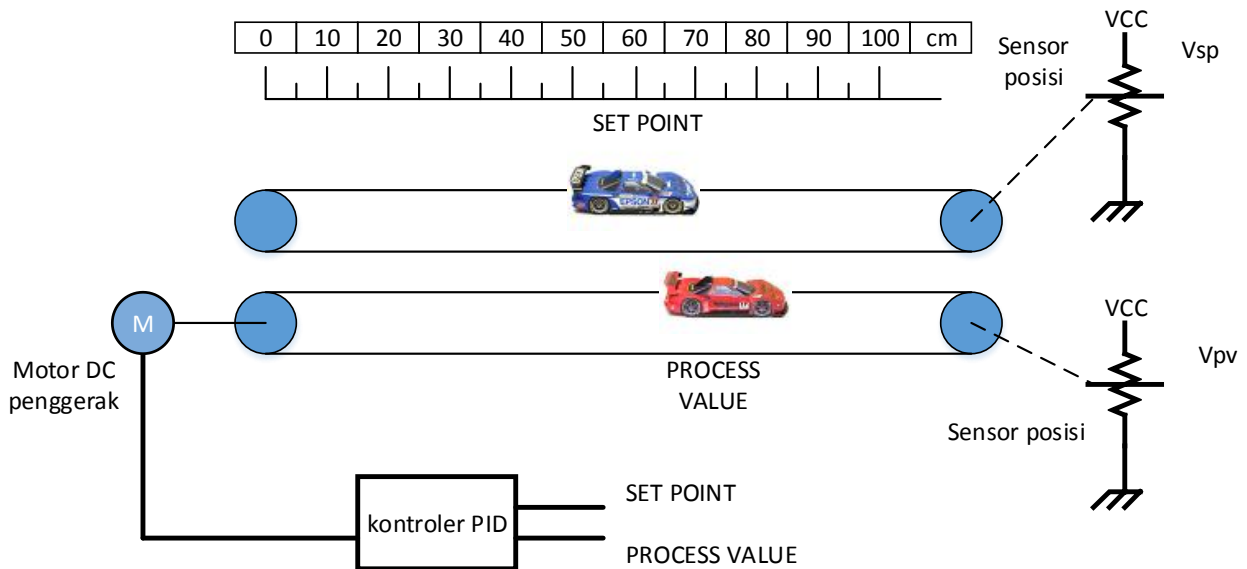 0 10 20 30 40 50 60 70 80 90 100 cm
VCC
Sensor
posisi
Vsp
SET POINT
EPSON
M
Motor DC
penggerak
PROCESS
VALUE
VCC
Vpv
Sensor posisi
kontroler PID
SET POINT
PROCESS VALUE